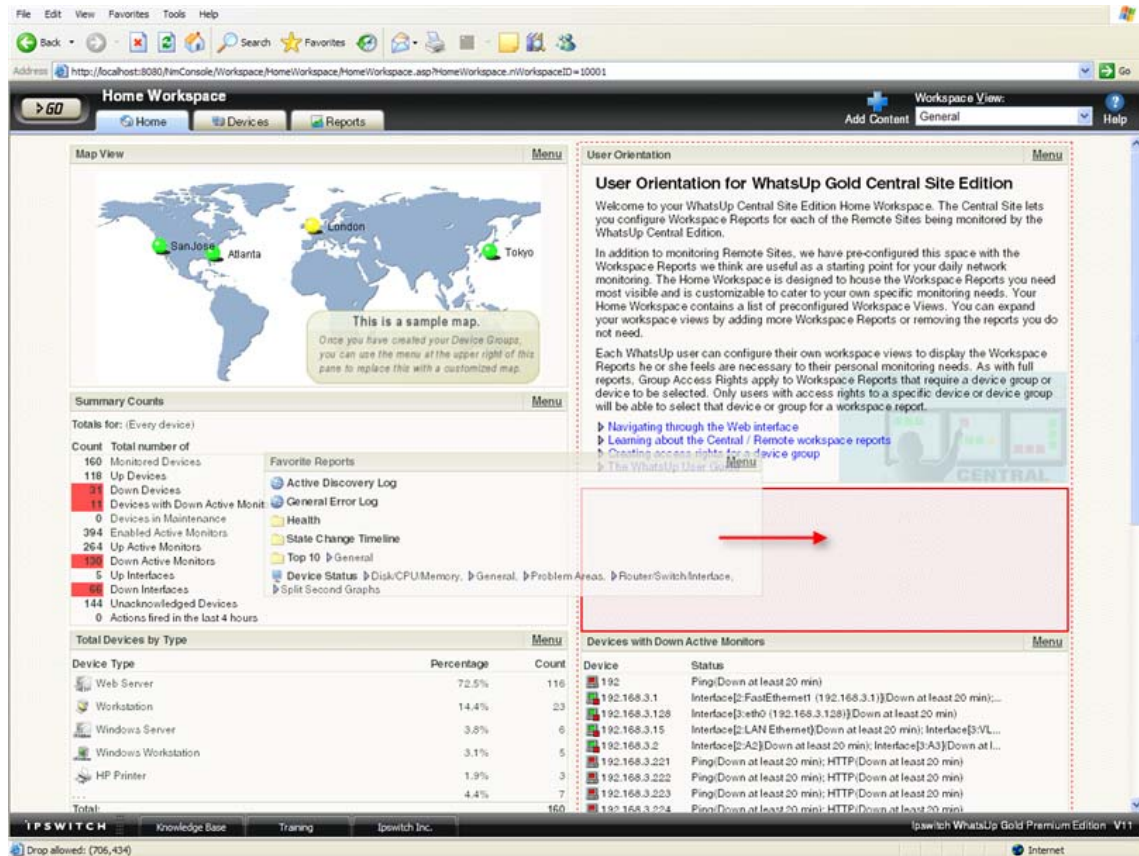 File Edit View Favorites Tools Help
Back Search Favorites
Address http://localhost:8080/NmConsole/Workspace/HomeWorkspace/HomeWorkspace.asp?HomeWorkspace.nWorkspaceID=10001 Go
GO Home Workspace
Home Devices Reports
Add Content
Workspace View:
General
Help
Map View Menu
SanJose
Atlanta
London
Tokyo
This is a sample map.
Once you have created your Device Groups,
you can use the menu at the upper right of this
pane to replace this with a customized map.
Summary Counts Menu
Totals for: (Every device)
Count Total number of
160 Monitored Devices
118 Up Devices
31 Down Devices
11 Devices with Down Active Monit
0 Devices in Maintenance
394 Enabled Active Monitors
264 Up Active Monitors
130 Down Active Monitors
5 Up Interfaces
66 Down Interfaces
144 Unacknowledged Devices
0 Actions fired in the last 4 hours
Favorite Reports Menu
Active Discovery Log
General Error Log
Health
State Change Timeline
Top 10 General
Device Status Disk/CPU/Memory, General, Problem Areas, Router/Switch/Interface,
Split Second Graphs
Total Devices by Type Menu
Device Type Percentage Count
Web Server 72.5% 116
Workstation 14.4% 23
Windows Server 3.8% 6
Windows Workstation 3.1% 5
HP Printer 1.9% 3
... 4.4% 7
Total: 160
User Orientation Menu
User Orientation for WhatsUp Gold Central Site Edition
Welcome to your WhatsUp Central Site Edition Home Workspace. The Central Site lets
you configure Workspace Reports for each of the Remote Sites being monitored by the
WhatsUp Central Edition.
In addition to monitoring Remote Sites, we have pre-configured this space with the
Workspace Reports we think are useful as a starting point for your daily network
monitoring. The Home Workspace is designed to house the Workspace Reports you need
most visible and is customizable to cater to your own specific monitoring needs. Your
Home Workspace contains a list of preconfigured Workspace Views. You can expand
your workspace views by adding more Workspace Reports or removing the reports you do
not need.
Each WhatsUp user can configure their own workspace views to display the Workspace
Reports he or she feels are necessary to their personal monitoring needs. As with full
reports, Group Access Rights apply to Workspace Reports that require a device group or
device to be selected. Only users with access rights to a specific device or device group
will be able to select that device or group for a workspace report.
Navigating through the Web interface
Learning about the Central / Remote workspace reports
Creating access rights for a device group
The WhatsUp User Guide
CENTRAL
Devices with Down Active Monitors Menu
Device Status
192 Ping(Down at least 20 min)
192.168.3.1 Interface[2:FastEthernet1 (192.168.3.1)](Down at least 20 min);...
192.168.3.128 Interface[3:eth0 (192.168.3.128)](Down at least 20 min)
192.168.3.15 Interface[2:LAN Ethernet](Down at least 20 min); Interface[3:VL...
192.168.3.2 Interface[2:A2](Down at least 20 min); Interface[3:A3](Down at l...
192.168.3.221 Ping(Down at least 20 min); HTTP(Down at least 20 min)
192.168.3.222 Ping(Down at least 20 min); HTTP(Down at least 20 min)
192.168.3.223 Ping(Down at least 20 min); HTTP(Down at least 20 min)
192.168.3.224 Ping(Down at least 20 min); HTTP(Down at least 20 min)
IPSWITCH Knowledge Base Training Ipswitch Inc. Ipswitch WhatsUp Gold Premium Edition V11
Drop allowed: (706,434) Internet